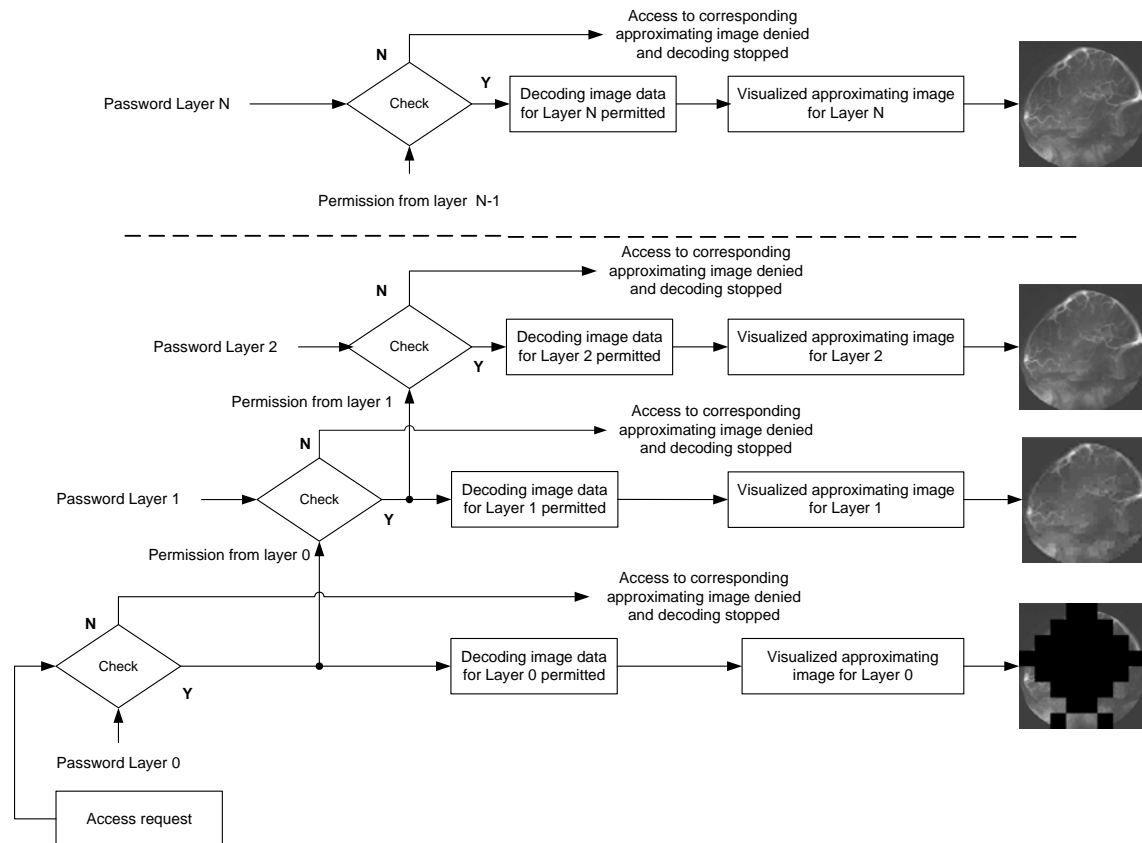 Access to corresponding
approximating image denied
and decoding stopped
N
Y
Password Layer N
Check
Decoding image data
for Layer N permitted
Visualized approximating image
for Layer N
Permission from layer N-1
Access to corresponding
approximating image denied
and decoding stopped
N
Password Layer 2
Check
Y
Decoding image data
for Layer 2 permitted
Visualized approximating image
for Layer 2
Permission from layer 1
Access to corresponding
approximating image denied
and decoding stopped
N
Password Layer 1
Check
Y
Decoding image data
for Layer 1 permitted
Visualized approximating image
for Layer 1
Permission from layer 0
Access to corresponding
approximating image denied
and decoding stopped
N
Check
Y
Decoding image data
for Layer 0 permitted
Visualized approximating
image for Layer 0
Password Layer 0
Access request